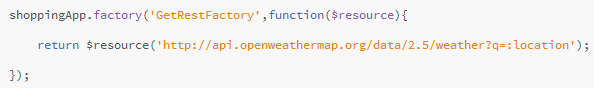 shoppingApp.factory('GetRestFactory',function($resource){
return $resource('http://api.openweathermap.org/data/2.5/weather?q=:location');
});